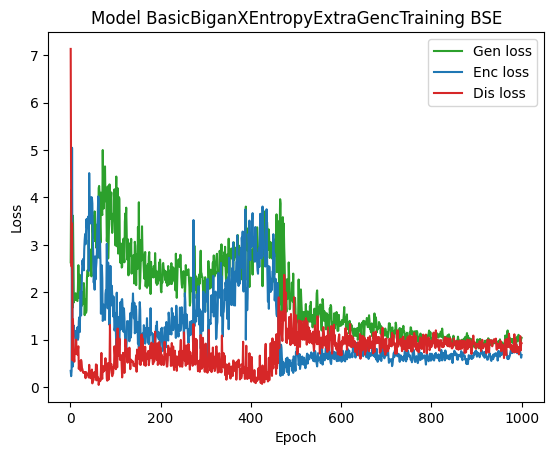 Model BasicBiganXEntropyExtraGencTraining BSE
Gen loss
Enc loss
Dis loss
7
6
5
4
3
2
1
0
Loss
0 200 400 600 800 1000
Epoch